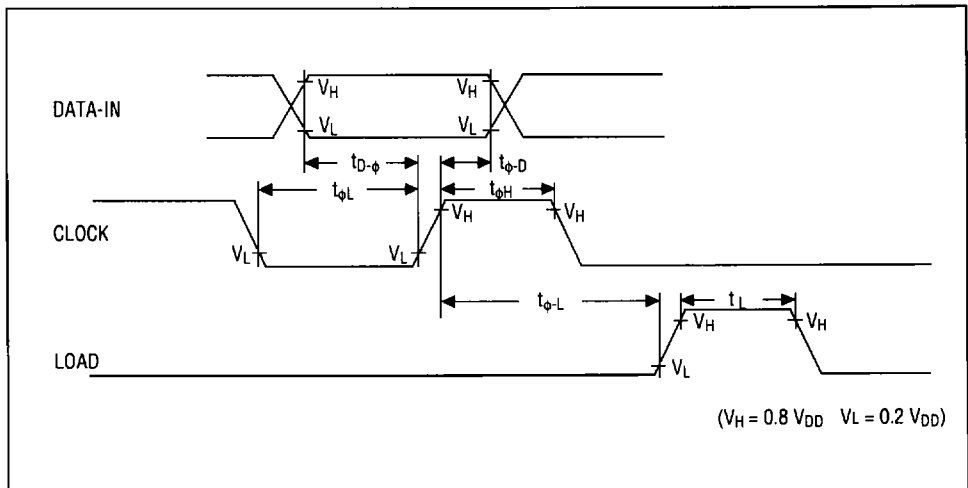 DATA-IN
VH
VH
VL
VL
tD-ϕ
tϕ-D
tϕL
tϕH
CLOCK
VH
VH
VL
VL
tϕ-L
tL
LOAD
VH
VH
VL
(VH = 0.8 VDD VL = 0.2 VDD)